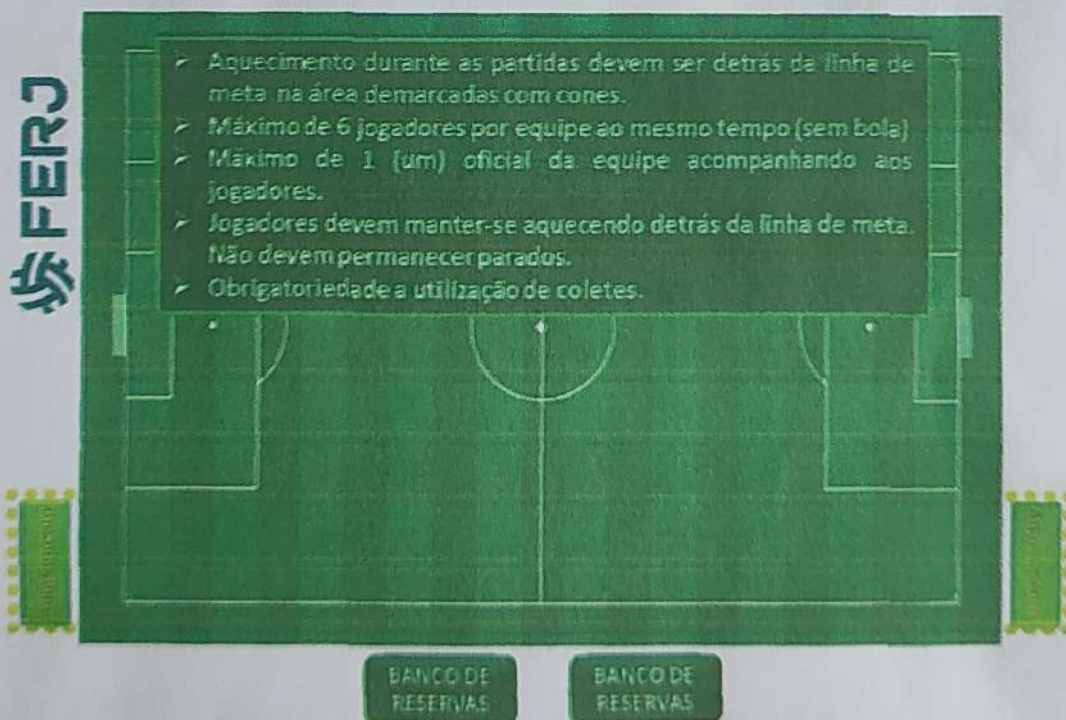 FERJ
➢ Aquecimento durante as partidas devem ser detrás da linha de
meta na área demarcadas com cones.
➢ Máximo de 6 jogadores por equipe ao mesmo tempo (sem bola)
➢ Máximo de 1 (um) oficial da equipe acompanhando aos
jogadores.
➢ Jogadores devem manter-se aquecendo detrás da linha de meta.
Não devem permanecer parados.
➢ Obrigatoriedade a utilização de coletes.
BANCO DE
RESERVAS
BANCO DE
RESERVAS